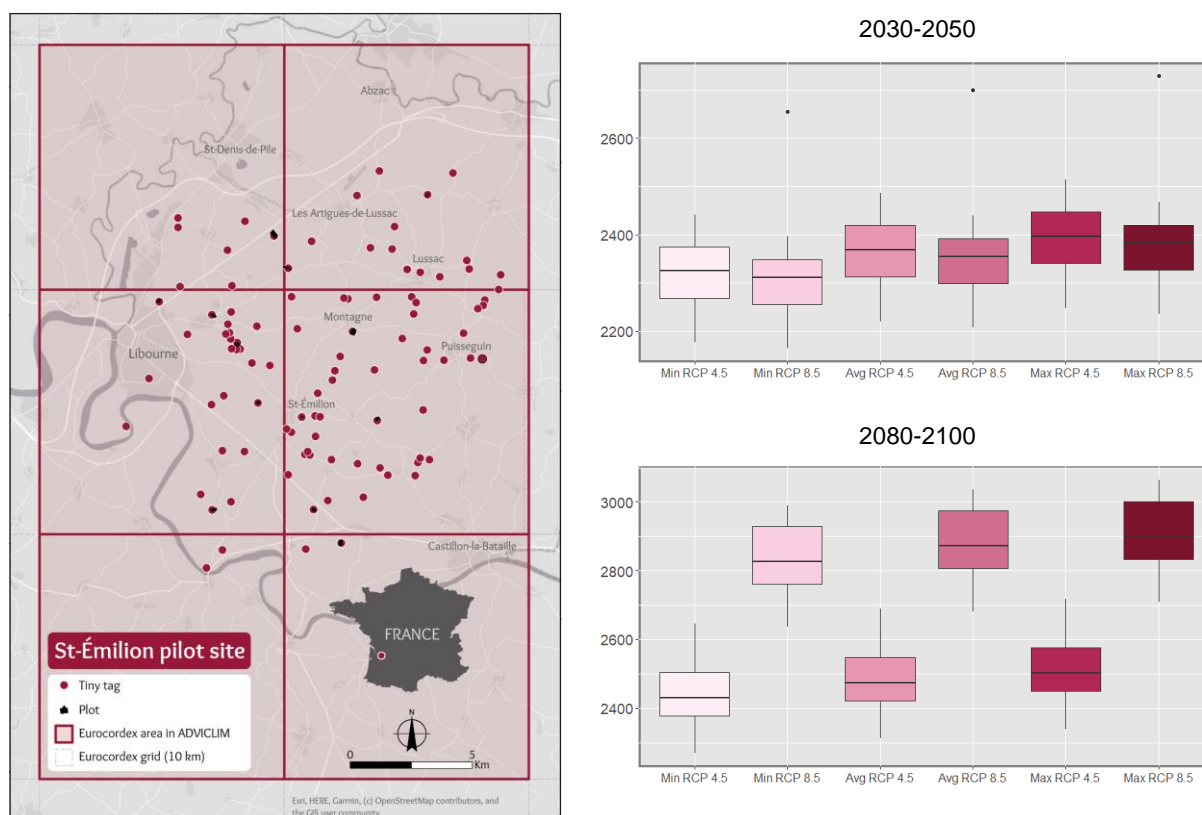 Abzac
St-Denis-de-Pile
Les Artigues-de-Lussac
Lussac
Montagne
Libourne
Puisseguin
St-Émilion
Castillon-la-Bataille
FRANCE
St-Émilion pilot site
Tiny tag
Plot
Eurocordex area in ADVICLIM
Eurocordex grid (10 km)
N
0 5
Km
Esri, HERE, Garmin, (c) OpenStreetMap contributors, and
the GIS user community
2030-2050
2600
2400
2200
Min RCP 4.5 Min RCP 8.5 Avg RCP 4.5 Avg RCP 8.5 Max RCP 4.5 Max RCP 8.5
2080-2100
3000
2800
2600
2400
Min RCP 4.5 Min RCP 8.5 Avg RCP 4.5 Avg RCP 8.5 Max RCP 4.5 Max RCP 8.5